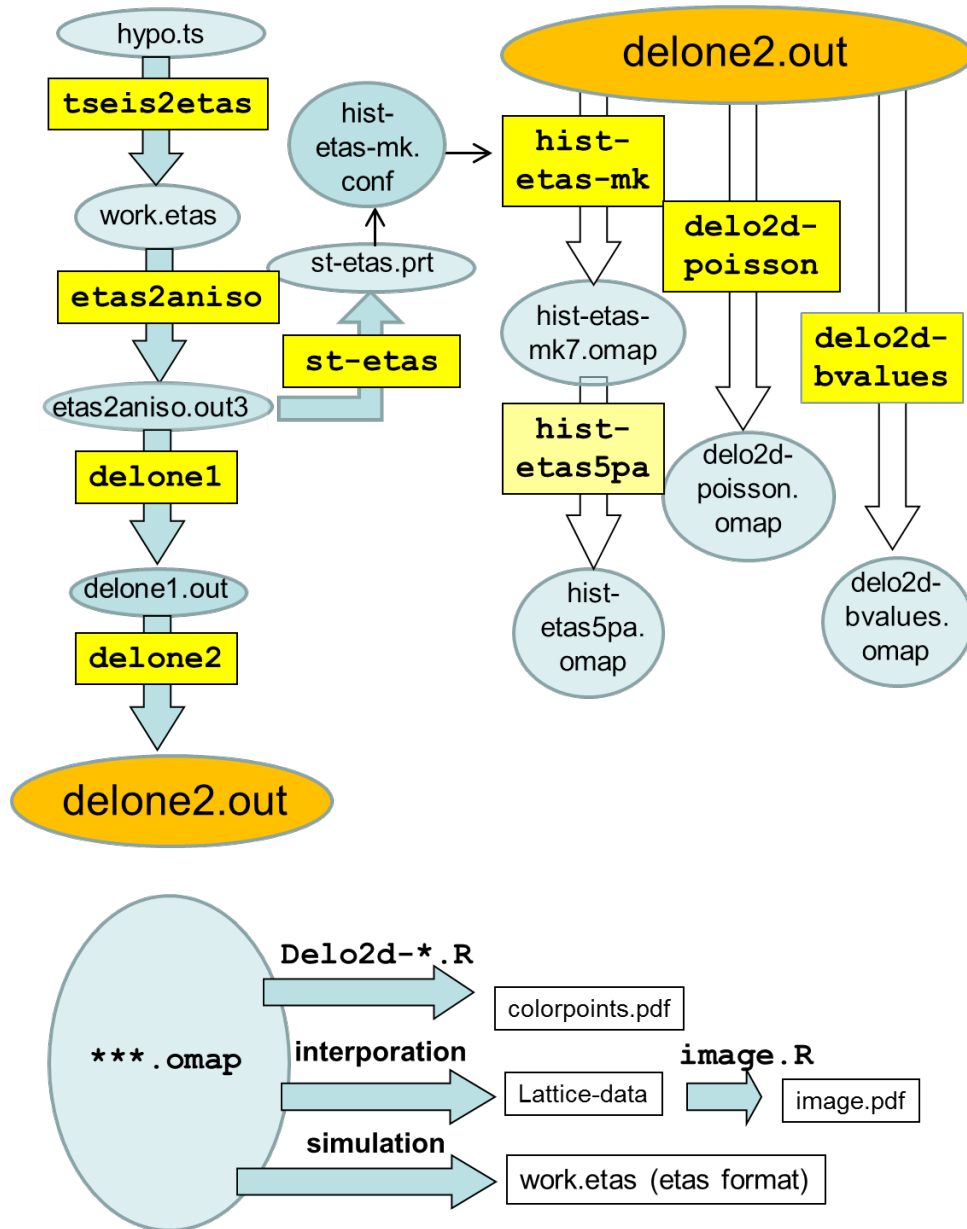 hypo.ts
tseis2etas
work.etas
etas2aniso
etas2aniso.out3
delone1
delone1.out
delone2
delone2.out
st-etas
st-etas.prt
hist-
etas-mk.
conf
delone2.out
hist-
etas-mk
hist-etas-
mk7.omap
hist-
etas5pa
hist-
etas5pa.
omap
delo2d-
poisson
delo2d-
poisson.
omap
delo2d-
bvalues
delo2d-
bvalues.
omap
***.omap
Delo2d-*.R
colorpoints.pdf
interporation
Lattice-data
image.R
image.pdf
simulation
work.etas (etas format)